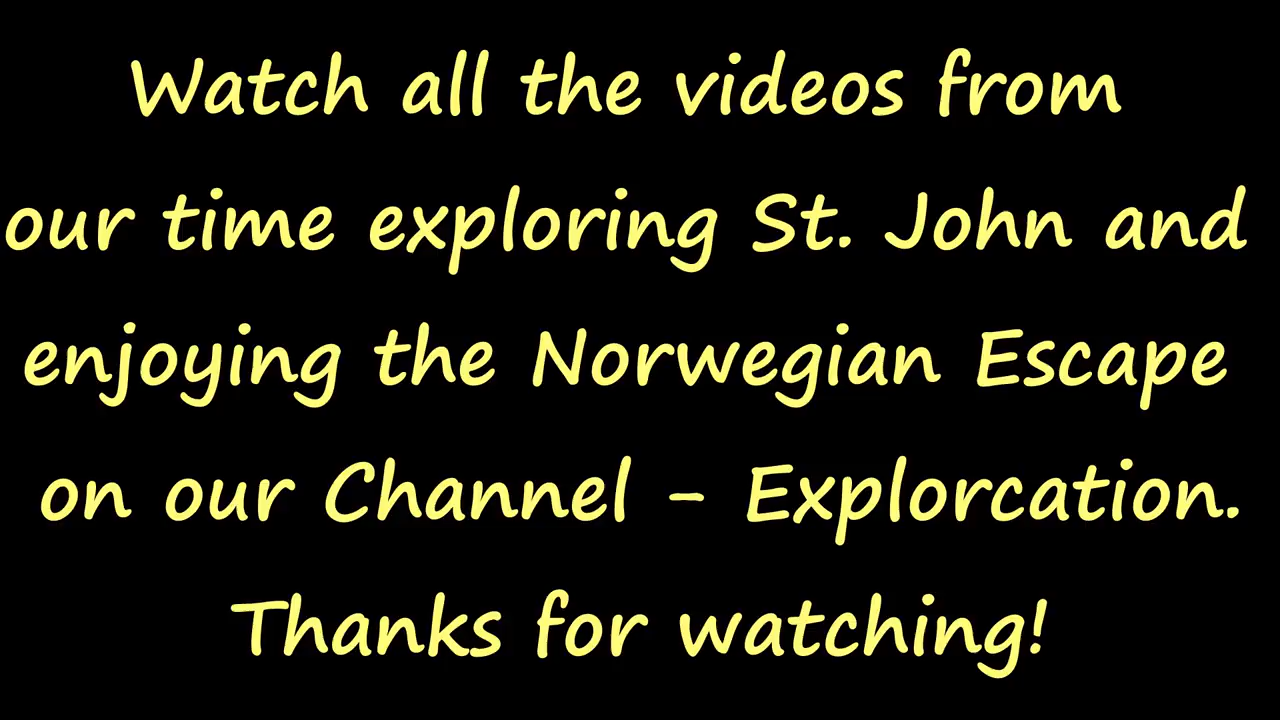 Watch all the videos from
our time exploring St. John and
enjoying the Norwegian Escape
on our Channel - Explorcation.
Thanks for watching!